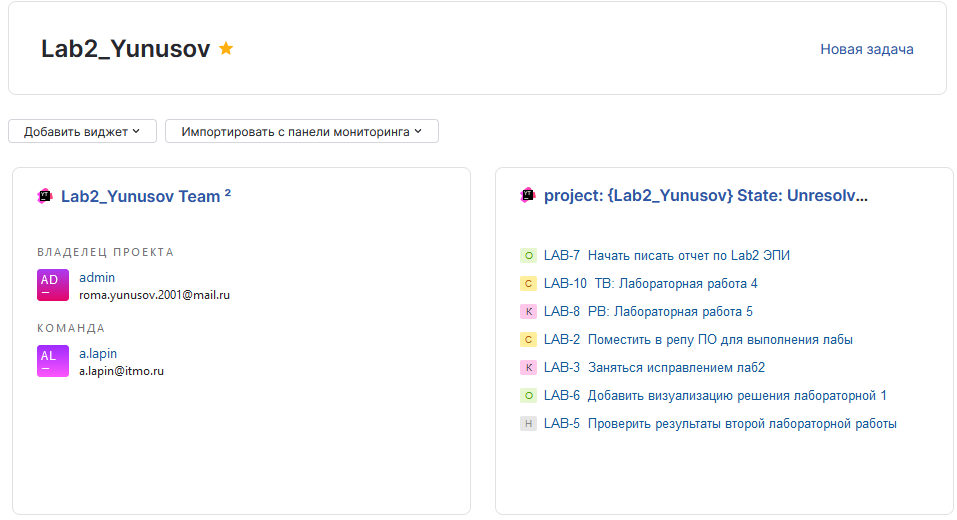 Lab2_Yunusov
Новая задача
Добавить виджет
Импортировать с панели мониторинга
Lab2_Yunusov Team 2
ВЛАДЕЛЕЦ ПРОЕКТА
AD
admin
roma.yunusov.2001@mail.ru
КОМАНДА
AL
a.lapin
a.lapin@itmo.ru
project: {Lab2_Yunusov} State: Unresolv...
О LAB-7 Начать писать отчет по Lab2 ЭПИ
С LAB-10 ТВ: Лабораторная работа 4
К LAB-8 РВ: Лабораторная работа 5
С LAB-2 Поместить в репу ПО для выполнения лабы
К LAB-3 Заняться исправлением лаб2
О LAB-6 Добавить визуализацию решения лабораторной 1
Н LAB-5 Проверить результаты второй лабораторной работы